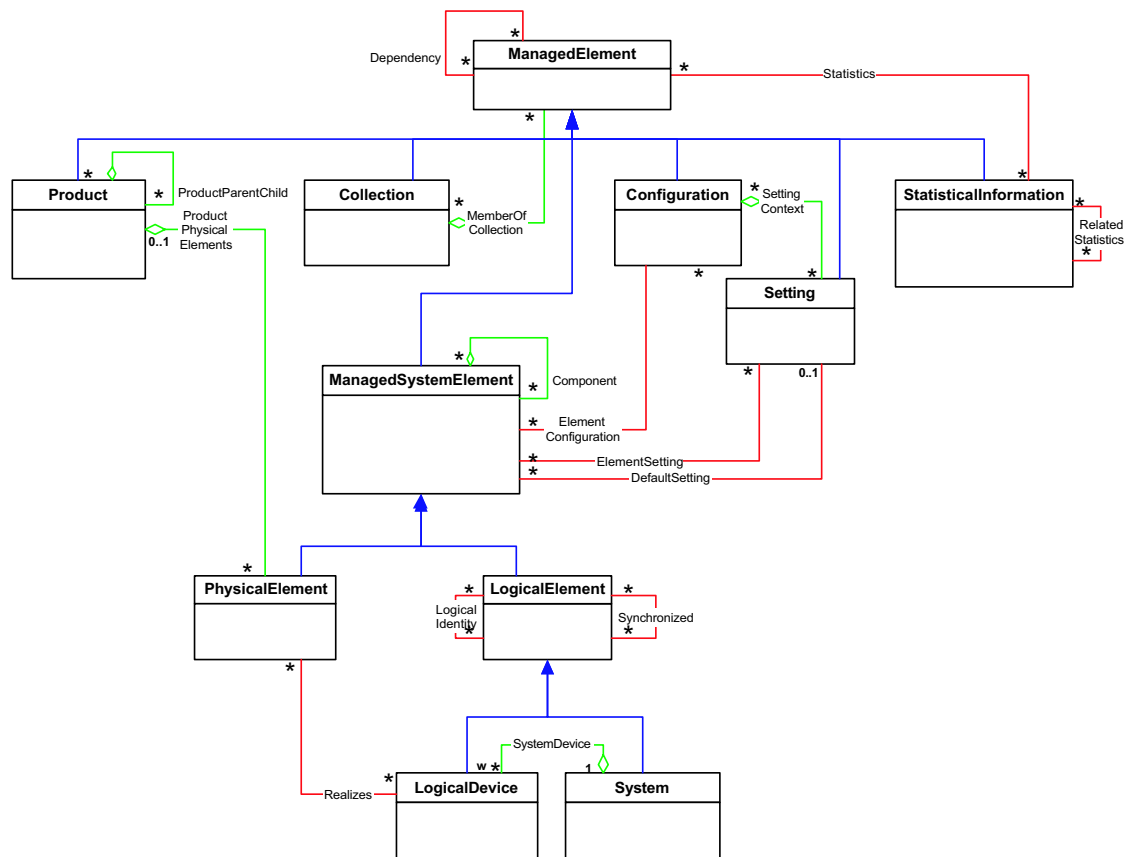 *
ManagedElement
Dependency
*
*
Statistics
*
*
*
Product
*
ProductParentChild
Product
Physical
Elements
0..1
Collection
*
MemberOf
Collection
Configuration
*
Setting
Context
*
*
StatisticalInformation
*
Related
Statistics
*
Setting
*
0..1
*
ManagedSystemElement
*
Component
*
Element
Configuration
*
ElementSetting
*
DefaultSetting
*
PhysicalElement
*
LogicalElement
*
*
Logical
Identity
*
Synchronized
*
*
SystemDevice
w
*
1
*
LogicalDevice
System
Realizes